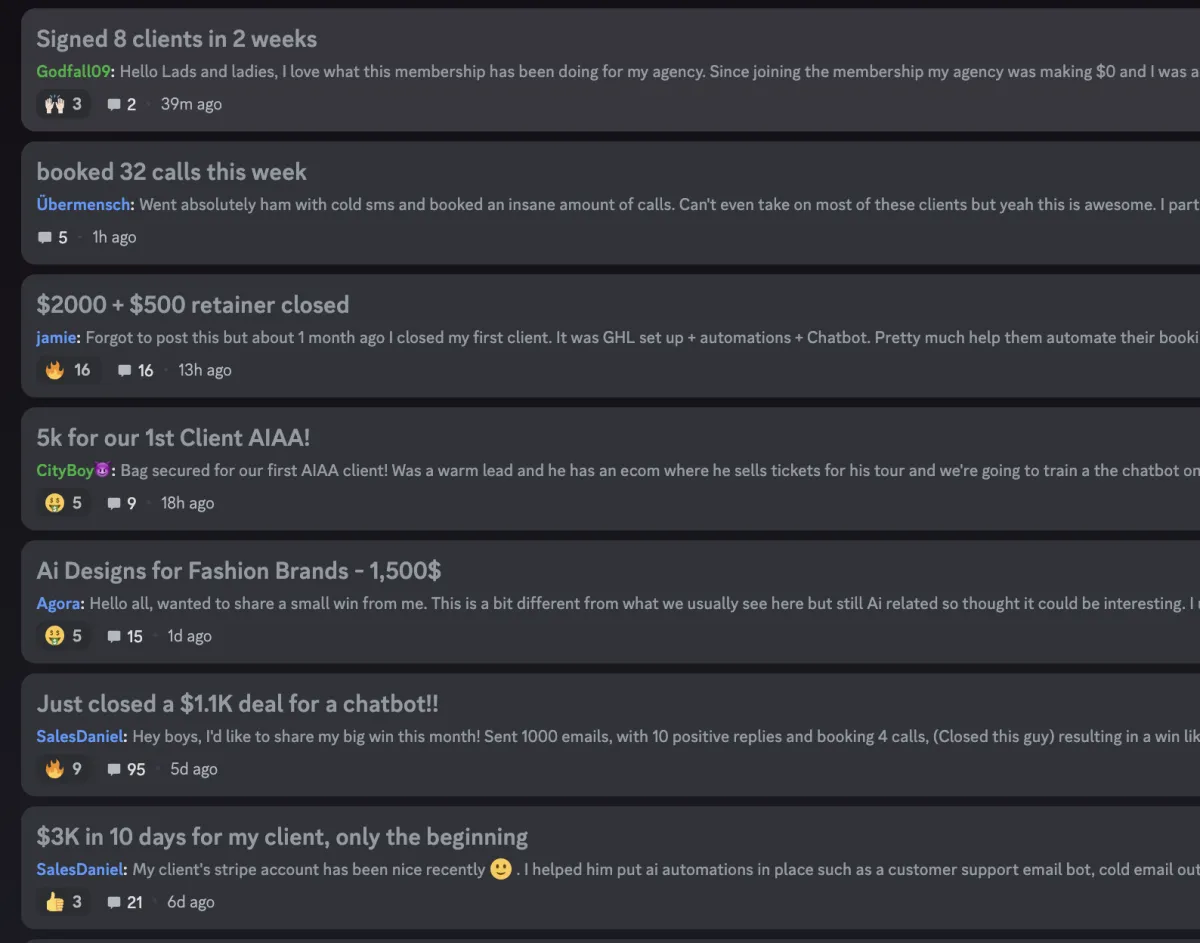 Signed 8 clients in 2 weeks
Godfall09: Hello Lads and ladies, I love what this membership has been doing for my agency. Since joining the membership my agency was making $0 and I was a
🙌🏻 3 2 · 39m ago
booked 32 calls this week
Übermensch: Went absolutely ham with cold sms and booked an insane amount of calls. Can't even take on most of these clients but yeah this is awesome. I part
5 · 1h ago
$2000 + $500 retainer closed
jamie: Forgot to post this but about 1 month ago I closed my first client. It was GHL set up + automations + Chatbot. Pretty much help them automate their booki
🔥 16 16 · 13h ago
5k for our 1st Client AIAA!
CityBoy😈: Bag secured for our first AIAA client! Was a warm lead and he has an ecom where he sells tickets for his tour and we're going to train a the chatbot on
🤑 5 9 · 18h ago
Ai Designs for Fashion Brands - 1,500$
Agora: Hello all, wanted to share a small win from me. This is a bit different from what we usually see here but still Ai related so thought it could be interesting. I
🤑 5 15 · 1d ago
Just closed a $1.1K deal for a chatbot!!
SalesDaniel: Hey boys, I'd like to share my big win this month! Sent 1000 emails, with 10 positive replies and booking 4 calls, (Closed this guy) resulting in a win lik
🔥 9 95 · 5d ago
$3K in 10 days for my client, only the beginning
SalesDaniel: My client's stripe account has been nice recently 🙂 . I helped him put ai automations in place such as a customer support email bot, cold email out
👍 3 21 · 6d ago